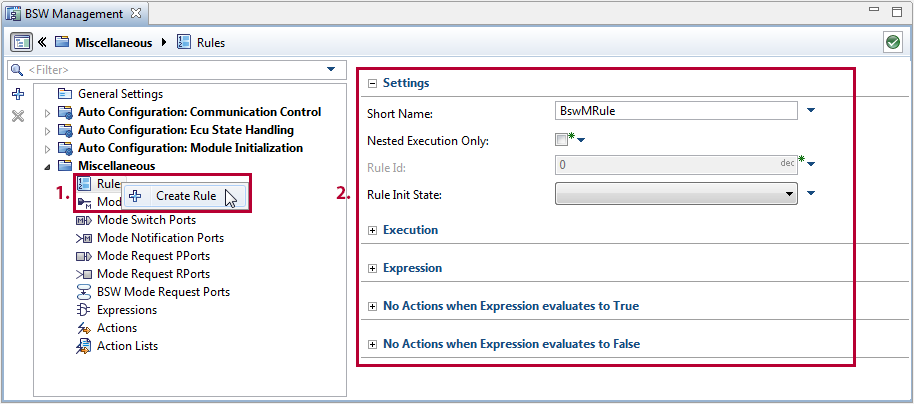 BSW Management
Miscellaneous Rules
<Filter>
General Settings
Auto Configuration: Communication Control
Auto Configuration: Ecu State Handling
Auto Configuration: Module Initialization
Miscellaneous
1.
Rules
Create Rule
Mod
Mode Switch Ports
Mode Notification Ports
Mode Request PPorts
Mode Request RPorts
BSW Mode Request Ports
Expressions
Actions
Action Lists
2.
Settings
Short Name: BswMRule
Nested Execution Only:
Rule Id: 0 dec
Rule Init State:
Execution
Expression
No Actions when Expression evaluates to True
No Actions when Expression evaluates to False